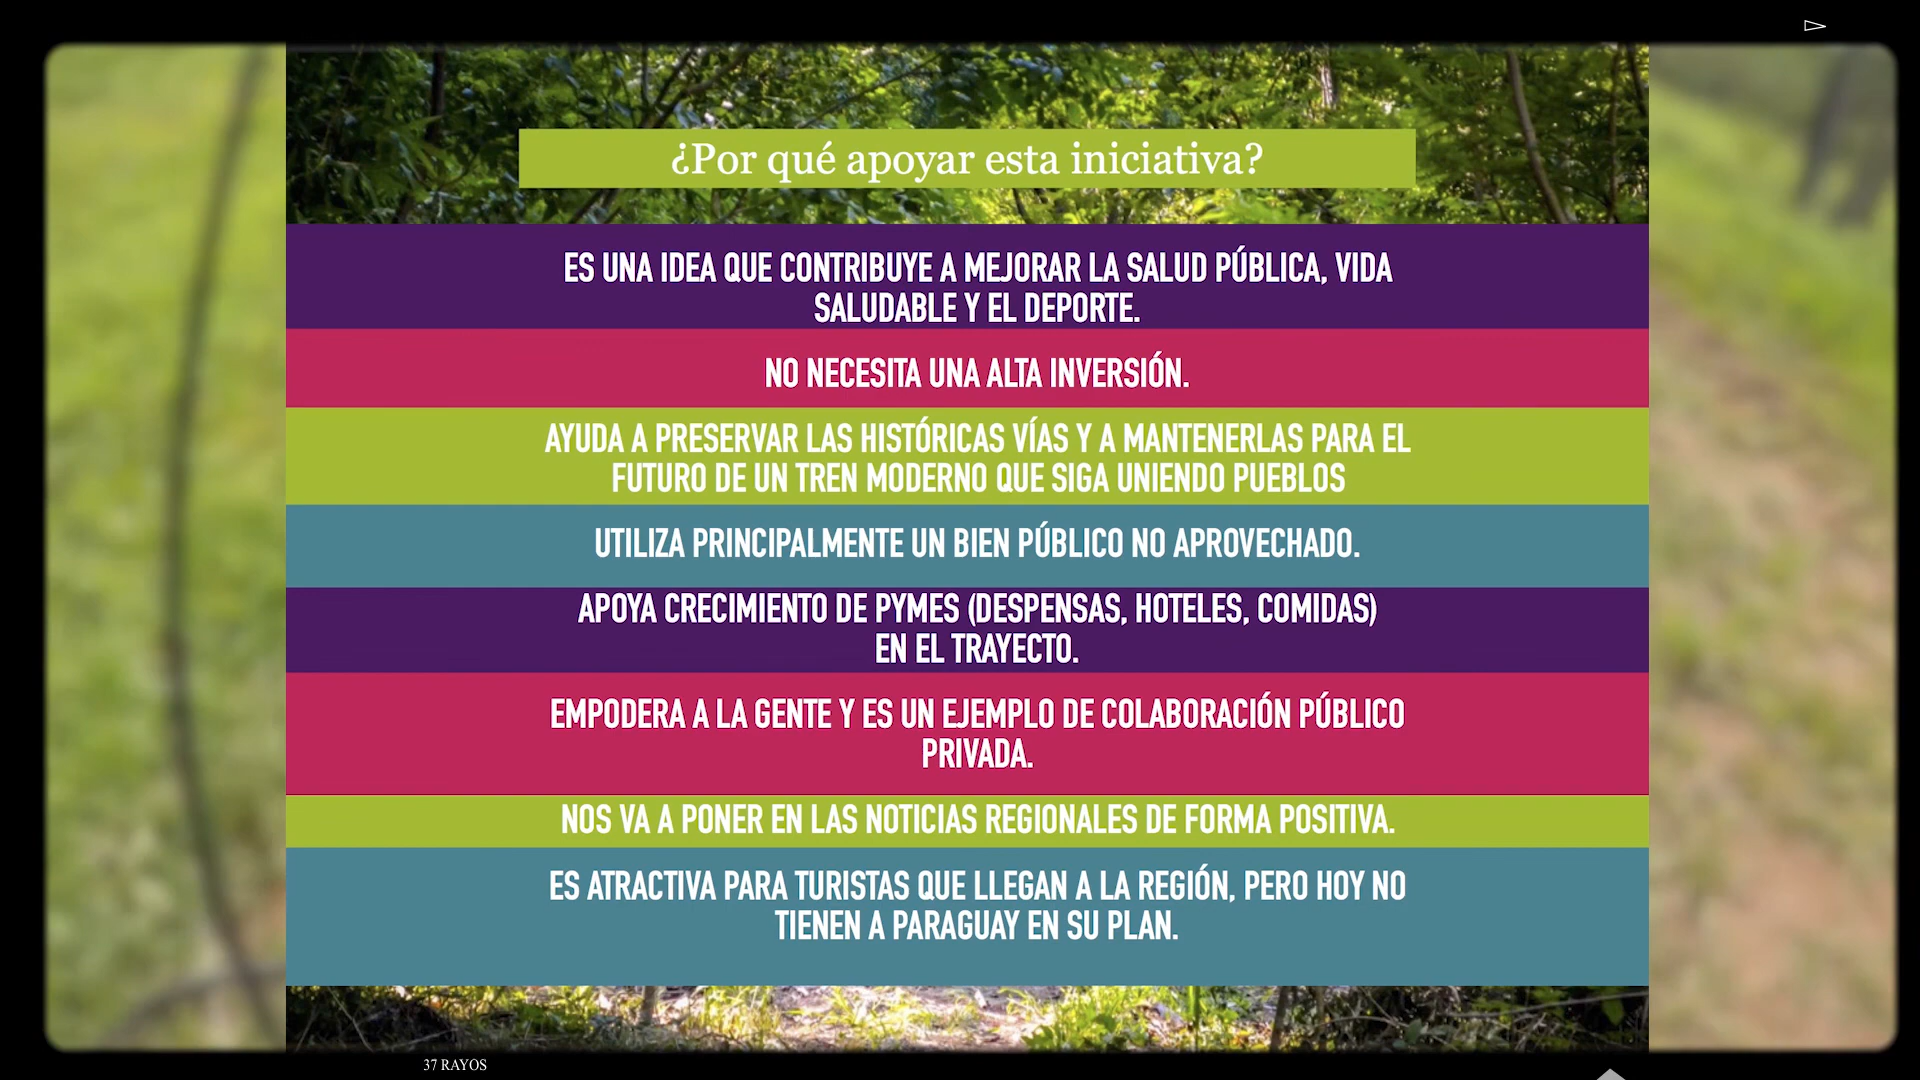 ¿Por qué apoyar esta iniciativa?
ES UNA IDEA QUE CONTRIBUYE A MEJORAR LA SALUD PÚBLICA, VIDA
SALUDABLE Y EL DEPORTE.
NO NECESITA UNA ALTA INVERSIÓN.
AYUDA A PRESERVAR LAS HISTÓRICAS VÍAS Y A MANTENERLAS PARA EL
FUTURO DE UN TREN MODERNO QUE SIGA UNIENDO PUEBLOS
UTILIZA PRINCIPALMENTE UN BIEN PÚBLICO NO APROVECHADO.
APOYA CRECIMIENTO DE PYMES (DESPENSAS, HOTELES, COMIDAS)
EN EL TRAYECTO.
EMPODERA A LA GENTE Y ES UN EJEMPLO DE COLABORACIÓN PÚBLICO
PRIVADA.
NOS VA A PONER EN LAS NOTICIAS REGIONALES DE FORMA POSITIVA.
ES ATRACTIVA PARA TURISTAS QUE LLEGAN A LA REGIÓN, PERO HOY NO
TIENEN A PARAGUAY EN SU PLAN.
37 RAYOS